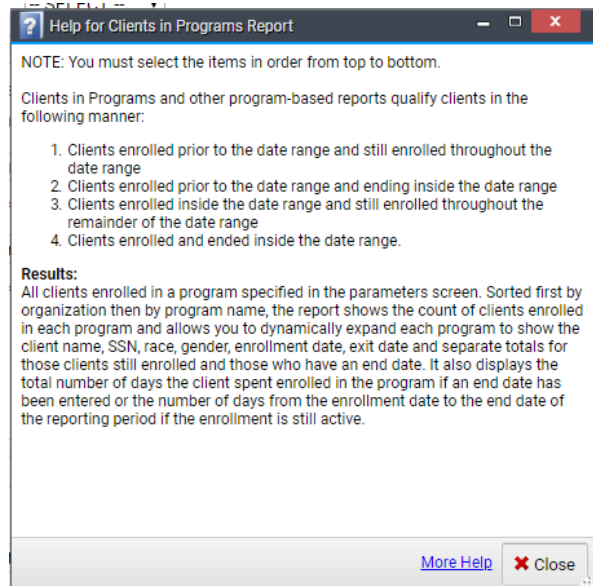 -- SELECT --
Help for Clients in Programs Report
NOTE: You must select the items in order from top to bottom.
Clients in Programs and other program-based reports qualify clients in the
following manner:
1. Clients enrolled prior to the date range and still enrolled throughout the
date range
2. Clients enrolled prior to the date range and ending inside the date range
3. Clients enrolled inside the date range and still enrolled throughout the
remainder of the date range
4. Clients enrolled and ended inside the date range.
Results:
All clients enrolled in a program specified in the parameters screen. Sorted first by
organization then by program name, the report shows the count of clients enrolled
in each program and allows you to dynamically expand each program to show the
client name, SSN, race, gender, enrollment date, exit date and separate totals for
those clients still enrolled and those who have an end date. It also displays the
total number of days the client spent enrolled in the program if an end date has
been entered or the number of days from the enrollment date to the end date of
the reporting period if the enrollment is still active.
More Help
Close